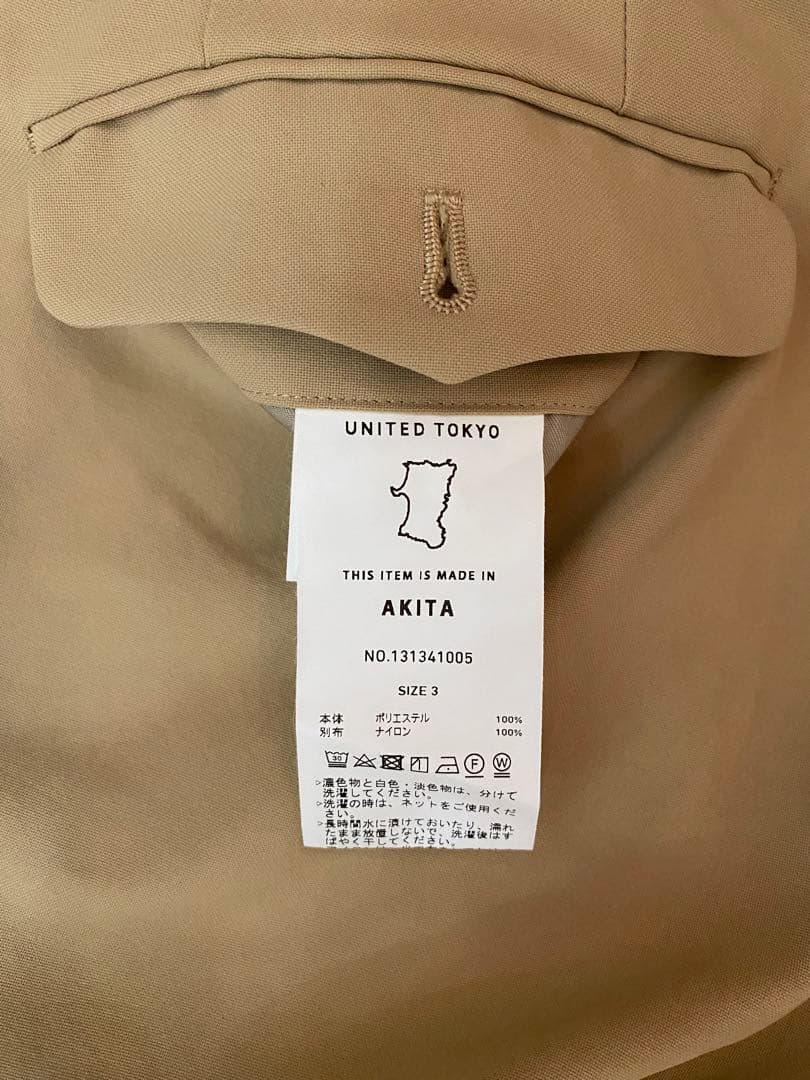 UNITED TOKYO
THIS ITEM IS MADE IN
AKITA
NO.131341005
SIZE 3
本体 ポリエステル 100%
別布 ナイロン 100%
30 F W
>濃色物と白色・淡色物は、分けて
洗濯してください。
>洗濯の時は、ネットをご使用くだ
さい。
>長時間水に漬けておいたり、濡れ
たまま放置しないで、洗濯後はす
ばやく干してください。